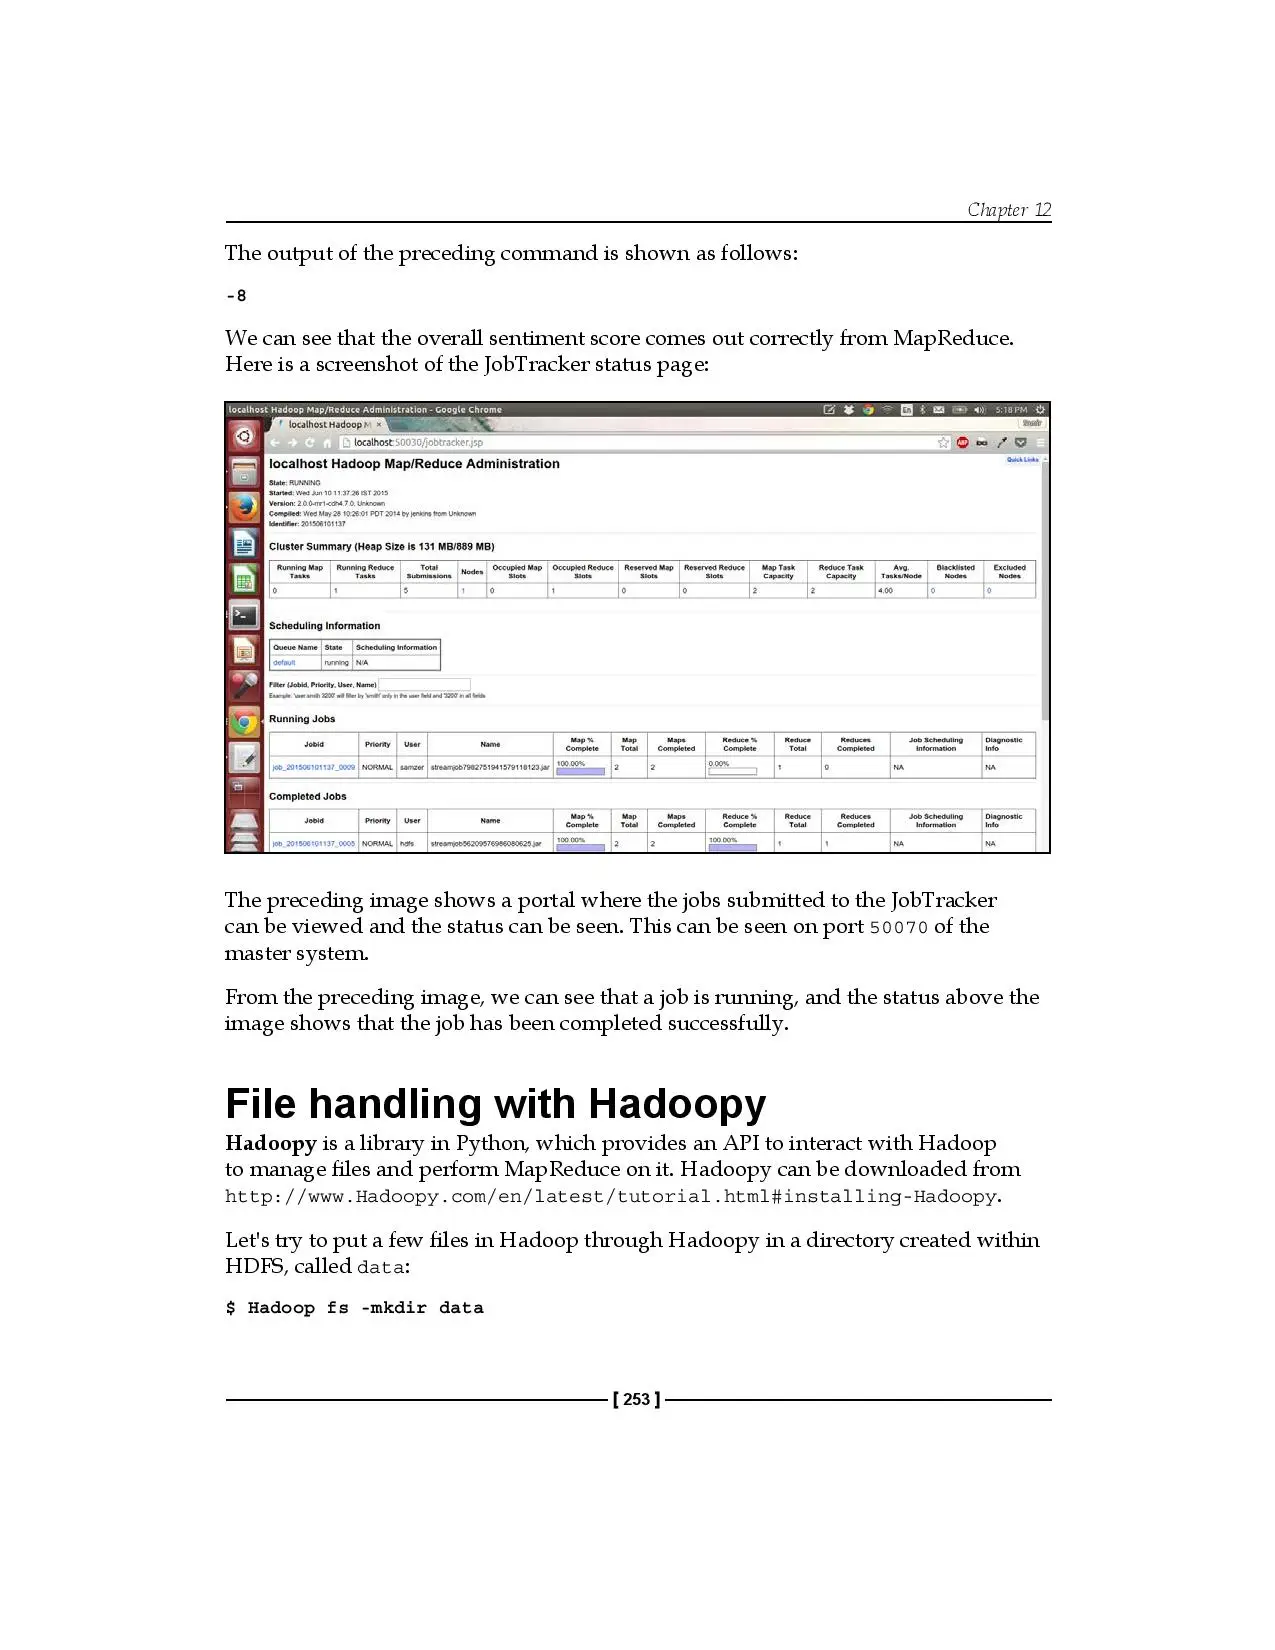 Chapter 12
The output of the preceding command is shown as follows:
-8
We can see that the overall sentiment score comes out correctly from MapReduce.
Here is a screenshot of the JobTracker status page:
localhost Hadoop Map/Reduce Administration - Google Chrome
En 5:18 PM
localhost Hadoop M ×
localhost:50030/jobtracker.jsp
ABP
localhost Hadoop Map/Reduce Administration
Quick Links
State: RUNNING
Started: Wed Jun 10 11:37:26 IST 2015
Version: 2.0.0-mr1-cdh4.7.0, Unknown
Compiled: Wed May 28 10:26:01 PDT 2014 by jenkins from Unknown
Identifier: 201506101137
Cluster Summary (Heap Size is 131 MB/889 MB)
Running Map Tasks Running Reduce Tasks Total Submissions Nodes Occupied Map Slots Occupied Reduce Slots Reserved Map Slots Reserved Reduce Slots Map Task Capacity Reduce Task Capacity Avg. Tasks/Node Blacklisted Nodes Excluded Nodes
0 1 5 1 0 1 0 0 2 2 4.00 0 0
Scheduling Information
Queue Name State Scheduling Information
default running N/A
Filter (Jobid, Priority, User, Name)
Example: 'user:smith 3200' will filter by 'smith' only in the user field and '3200' in all fields
Running Jobs
Jobid Priority User Name Map % Complete Map Total Maps Completed Reduce % Complete Reduce Total Reduces Completed Job Scheduling Information Diagnostic Info
job_201506101137_0009 NORMAL samzer streamjob7982751941579118123.jar 100.00% 2 2 0.00% 1 0 NA NA
Completed Jobs
Jobid Priority User Name Map % Complete Map Total Maps Completed Reduce % Complete Reduce Total Reduces Completed Job Scheduling Information Diagnostic Info
job_201506101137_0005 NORMAL hdfs streamjob56209576986080625.jar 100.00% 2 2 100.00% 1 1 NA NA
The preceding image shows a portal where the jobs submitted to the JobTracker
can be viewed and the status can be seen. This can be seen on port 50070 of the
master system.
From the preceding image, we can see that a job is running, and the status above the
image shows that the job has been completed successfully.
File handling with Hadoopy
Hadoopy is a library in Python, which provides an API to interact with Hadoop
to manage files and perform MapReduce on it. Hadoopy can be downloaded from
http://www.Hadoopy.com/en/latest/tutorial.html#installing-Hadoopy.
Let's try to put a few files in Hadoop through Hadoopy in a directory created within
HDFS, called data:
$ Hadoop fs -mkdir data
[ 253 ]